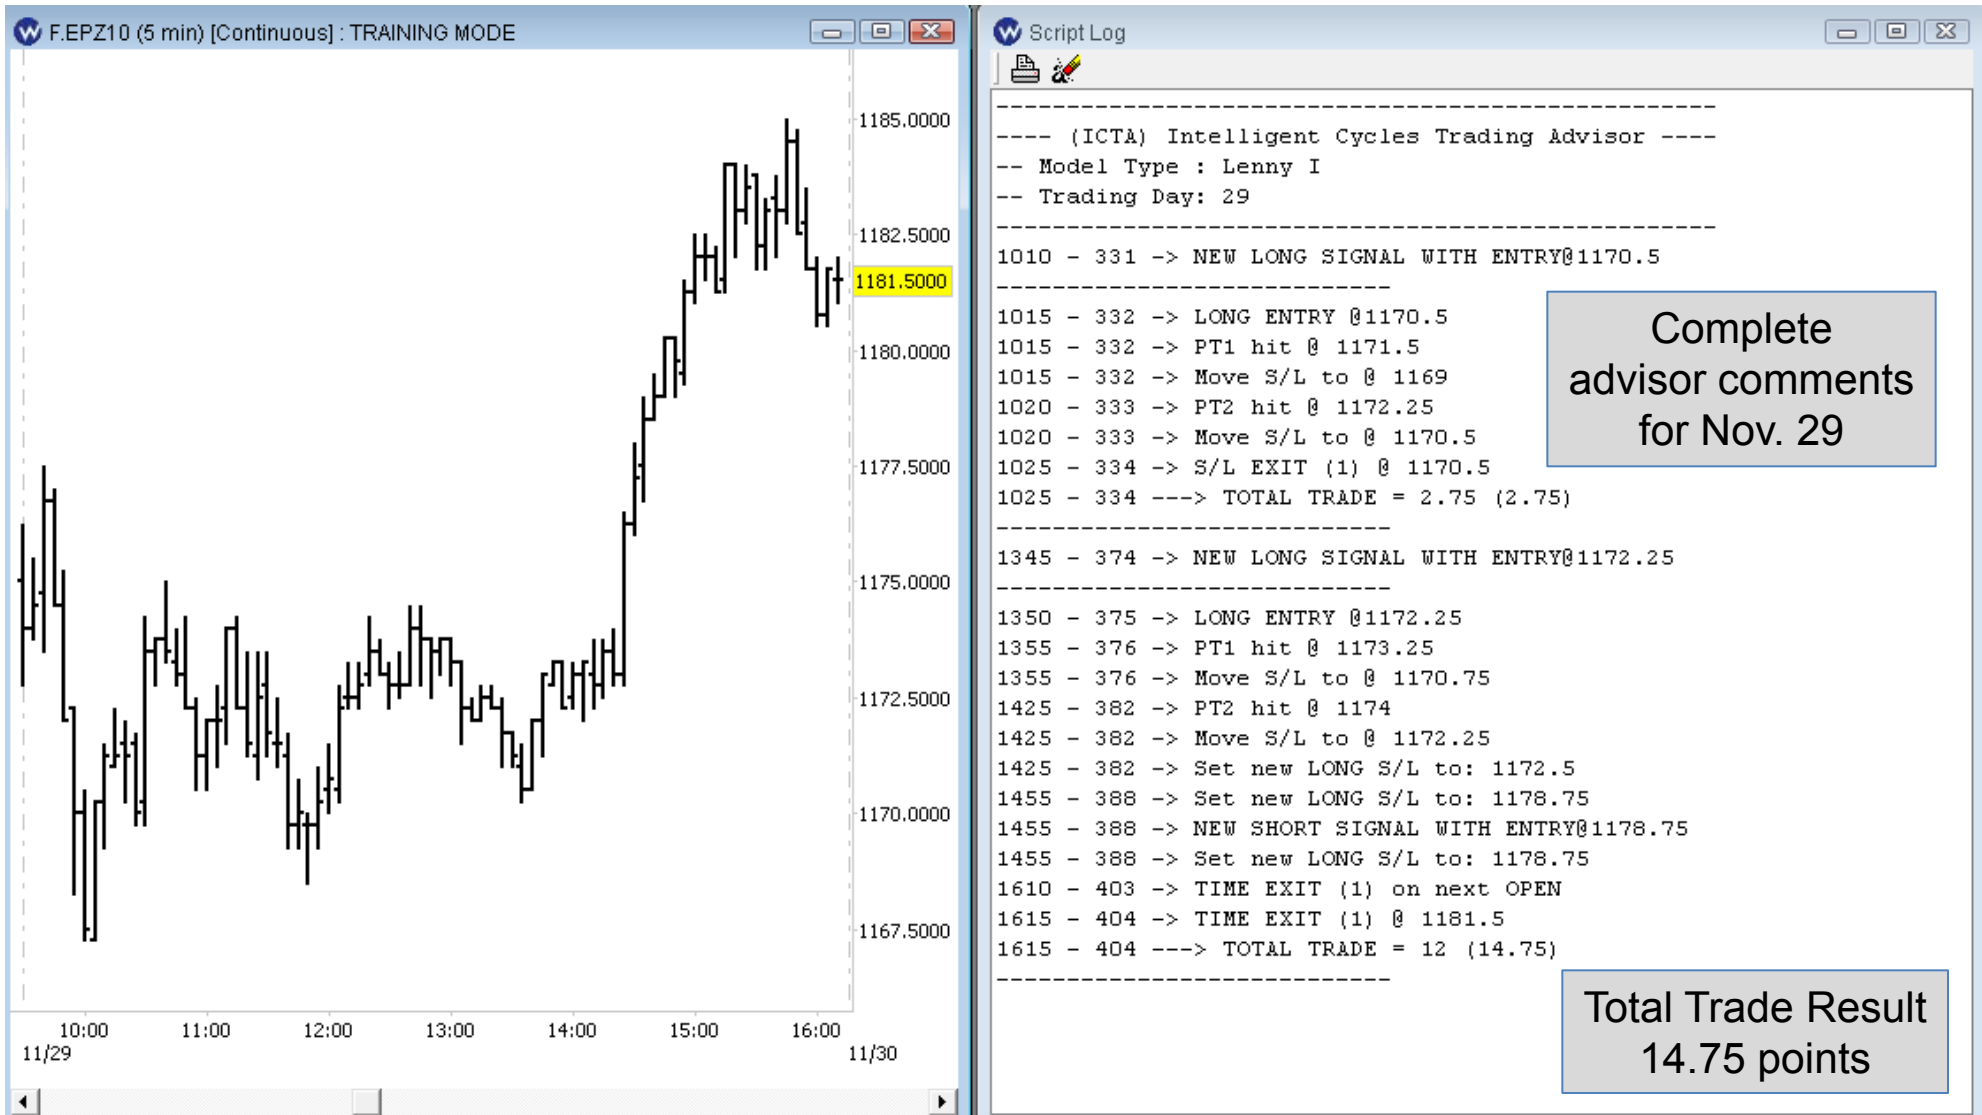 F.EPZ10 (5 min) [Continuous] : TRAINING MODE
1185.0000
1182.5000
1181.5000
1180.0000
1177.5000
1175.0000
1172.5000
1170.0000
1167.5000
10:00 11:00 12:00 13:00 14:00 15:00 16:00
11/29 11/30
Script Log
---------------------------------------------------
---- (ICTA) Intelligent Cycles Trading Advisor ----
-- Model Type : Lenny I
-- Trading Day: 29
---------------------------------------------------
1010 - 331 -> NEW LONG SIGNAL WITH ENTRY@1170.5
----------------------------
1015 - 332 -> LONG ENTRY @1170.5
1015 - 332 -> PT1 hit @ 1171.5
1015 - 332 -> Move S/L to @ 1169
1020 - 333 -> PT2 hit @ 1172.25
1020 - 333 -> Move S/L to @ 1170.5
1025 - 334 -> S/L EXIT (1) @ 1170.5
1025 - 334 ---> TOTAL TRADE = 2.75 (2.75)
----------------------------
1345 - 374 -> NEW LONG SIGNAL WITH ENTRY@1172.25
----------------------------
1350 - 375 -> LONG ENTRY @1172.25
1355 - 376 -> PT1 hit @ 1173.25
1355 - 376 -> Move S/L to @ 1170.75
1425 - 382 -> PT2 hit @ 1174
1425 - 382 -> Move S/L to @ 1172.25
1425 - 382 -> Set new LONG S/L to: 1172.5
1455 - 388 -> Set new LONG S/L to: 1178.75
1455 - 388 -> NEW SHORT SIGNAL WITH ENTRY@1178.75
1455 - 388 -> Set new LONG S/L to: 1178.75
1610 - 403 -> TIME EXIT (1) on next OPEN
1615 - 404 -> TIME EXIT (1) @ 1181.5
1615 - 404 ---> TOTAL TRADE = 12 (14.75)
----------------------------
Complete
advisor comments
for Nov. 29
Total Trade Result
14.75 points